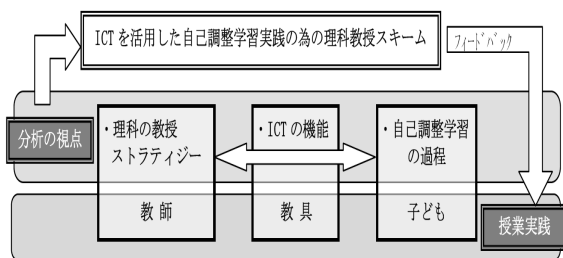 ICTを活用した自己調整学習実践の為の理科教授スキーム
フィードバック
分析の視点
・理科の教授
ストラティジー
・ICTの機能
・自己調整学習
の過程
教師
教具
子ども
授業実践